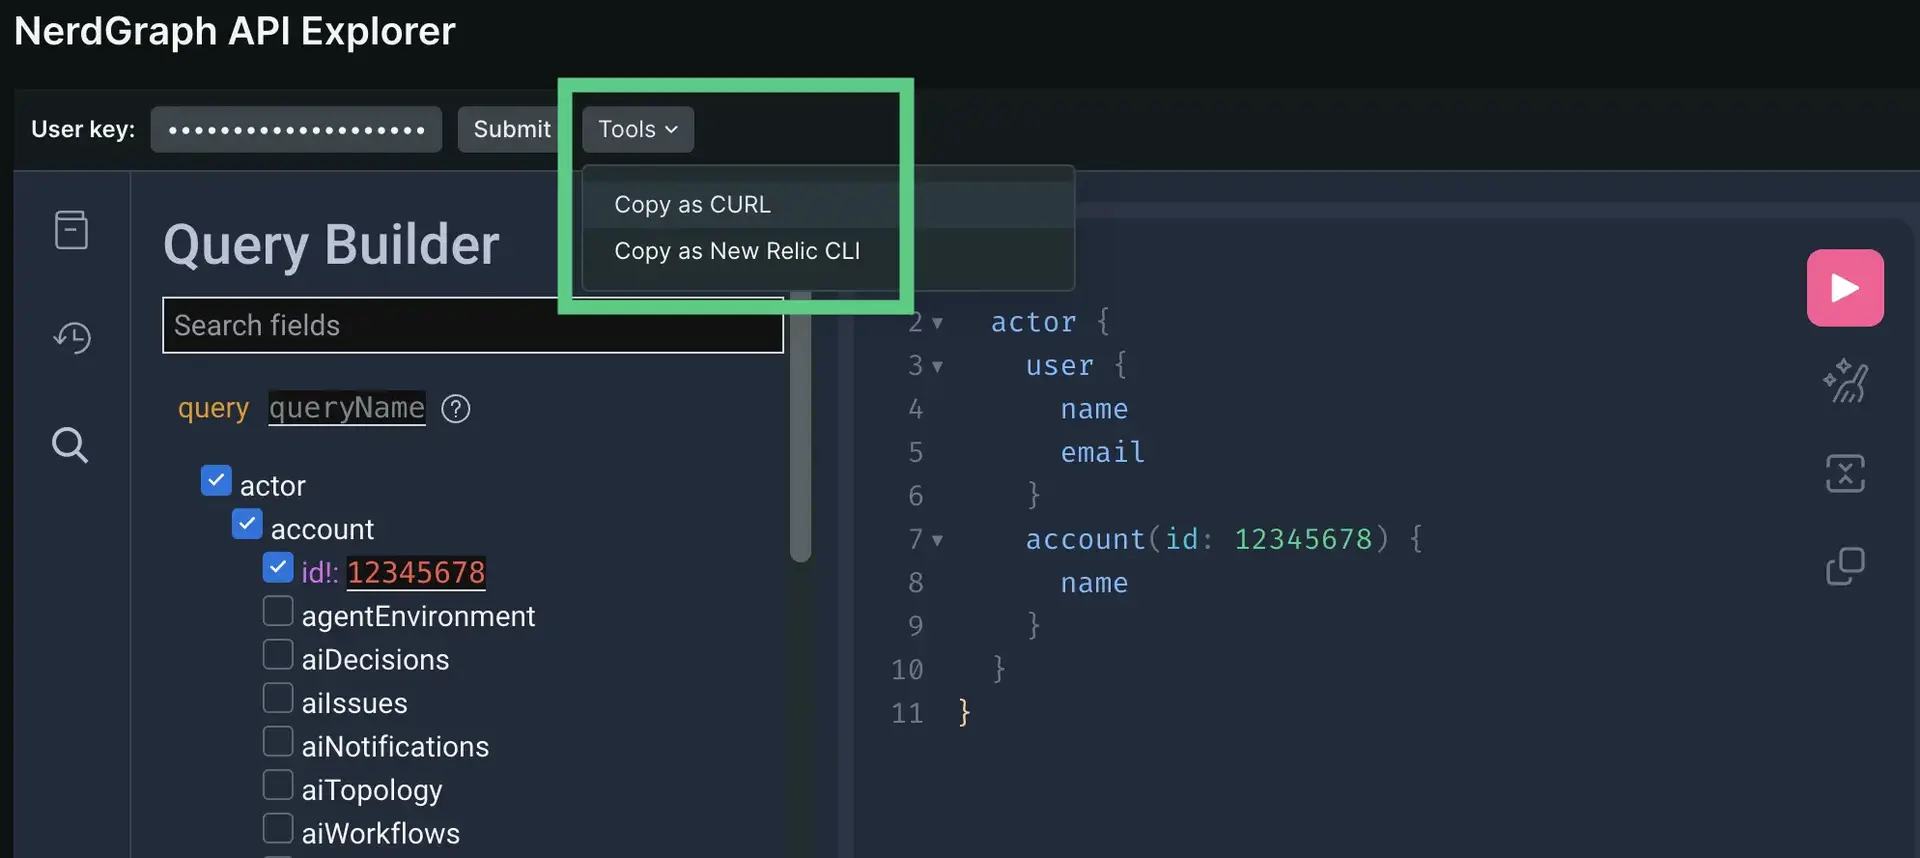 NerdGraph API Explorer
User key: •••••••••••••••••••• Submit Tools
Copy as CURL
Copy as New Relic CLI
Query Builder
Search fields
query queryName ?
actor
account
id!: 12345678
agentEnvironment
aiDecisions
aiIssues
aiNotifications
aiTopology
aiWorkflows
2 actor {
3 user {
4 name
5 email
6 }
7 account(id: 12345678) {
8 name
9 }
10 }
11 }